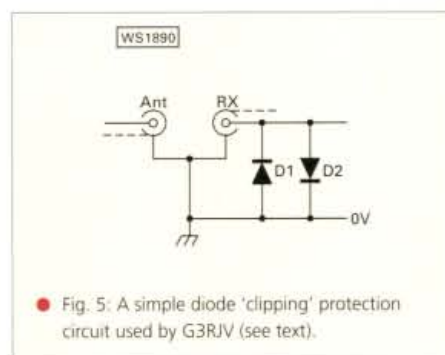 WS1890
Ant RX
D1 D2
0V
Fig. 5: A simple diode ‘clipping’ protection
circuit used by G3RJV (see text).